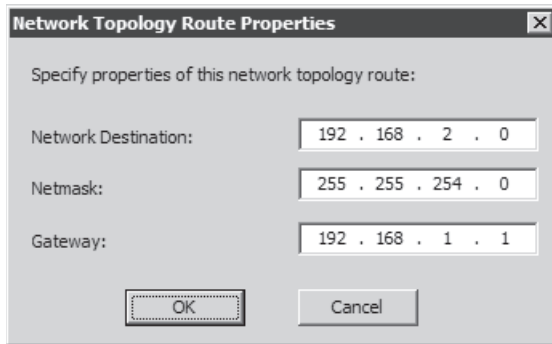 Network Topology Route Properties
Specify properties of this network topology route:
Network Destination: 192 . 168 . 2 . 0
Netmask: 255 . 255 . 254 . 0
Gateway: 192 . 168 . 1 . 1
OK Cancel